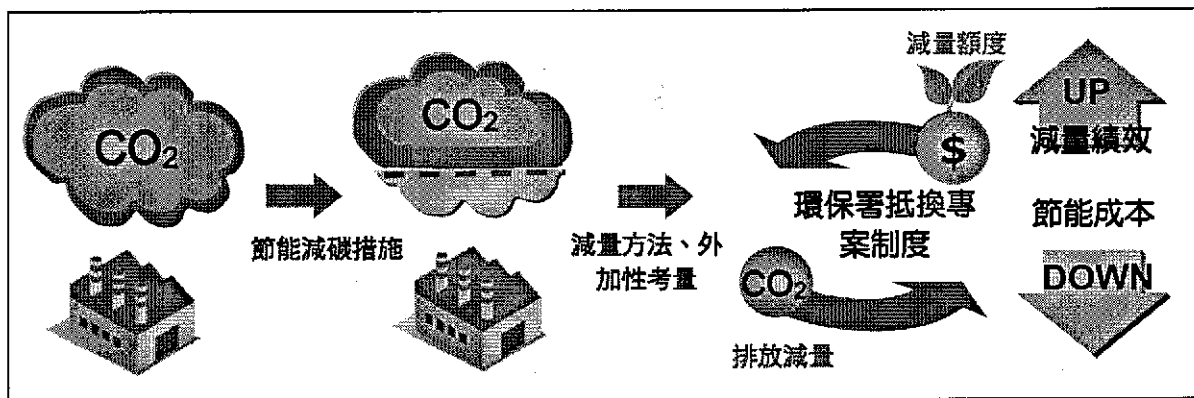 CO₂
節能減碳措施
CO₂
減量方法、外
加性考量
減量額度
$
環保署抵換專
案制度
CO₂
排放減量
UP
減量績效
節能成本
DOWN